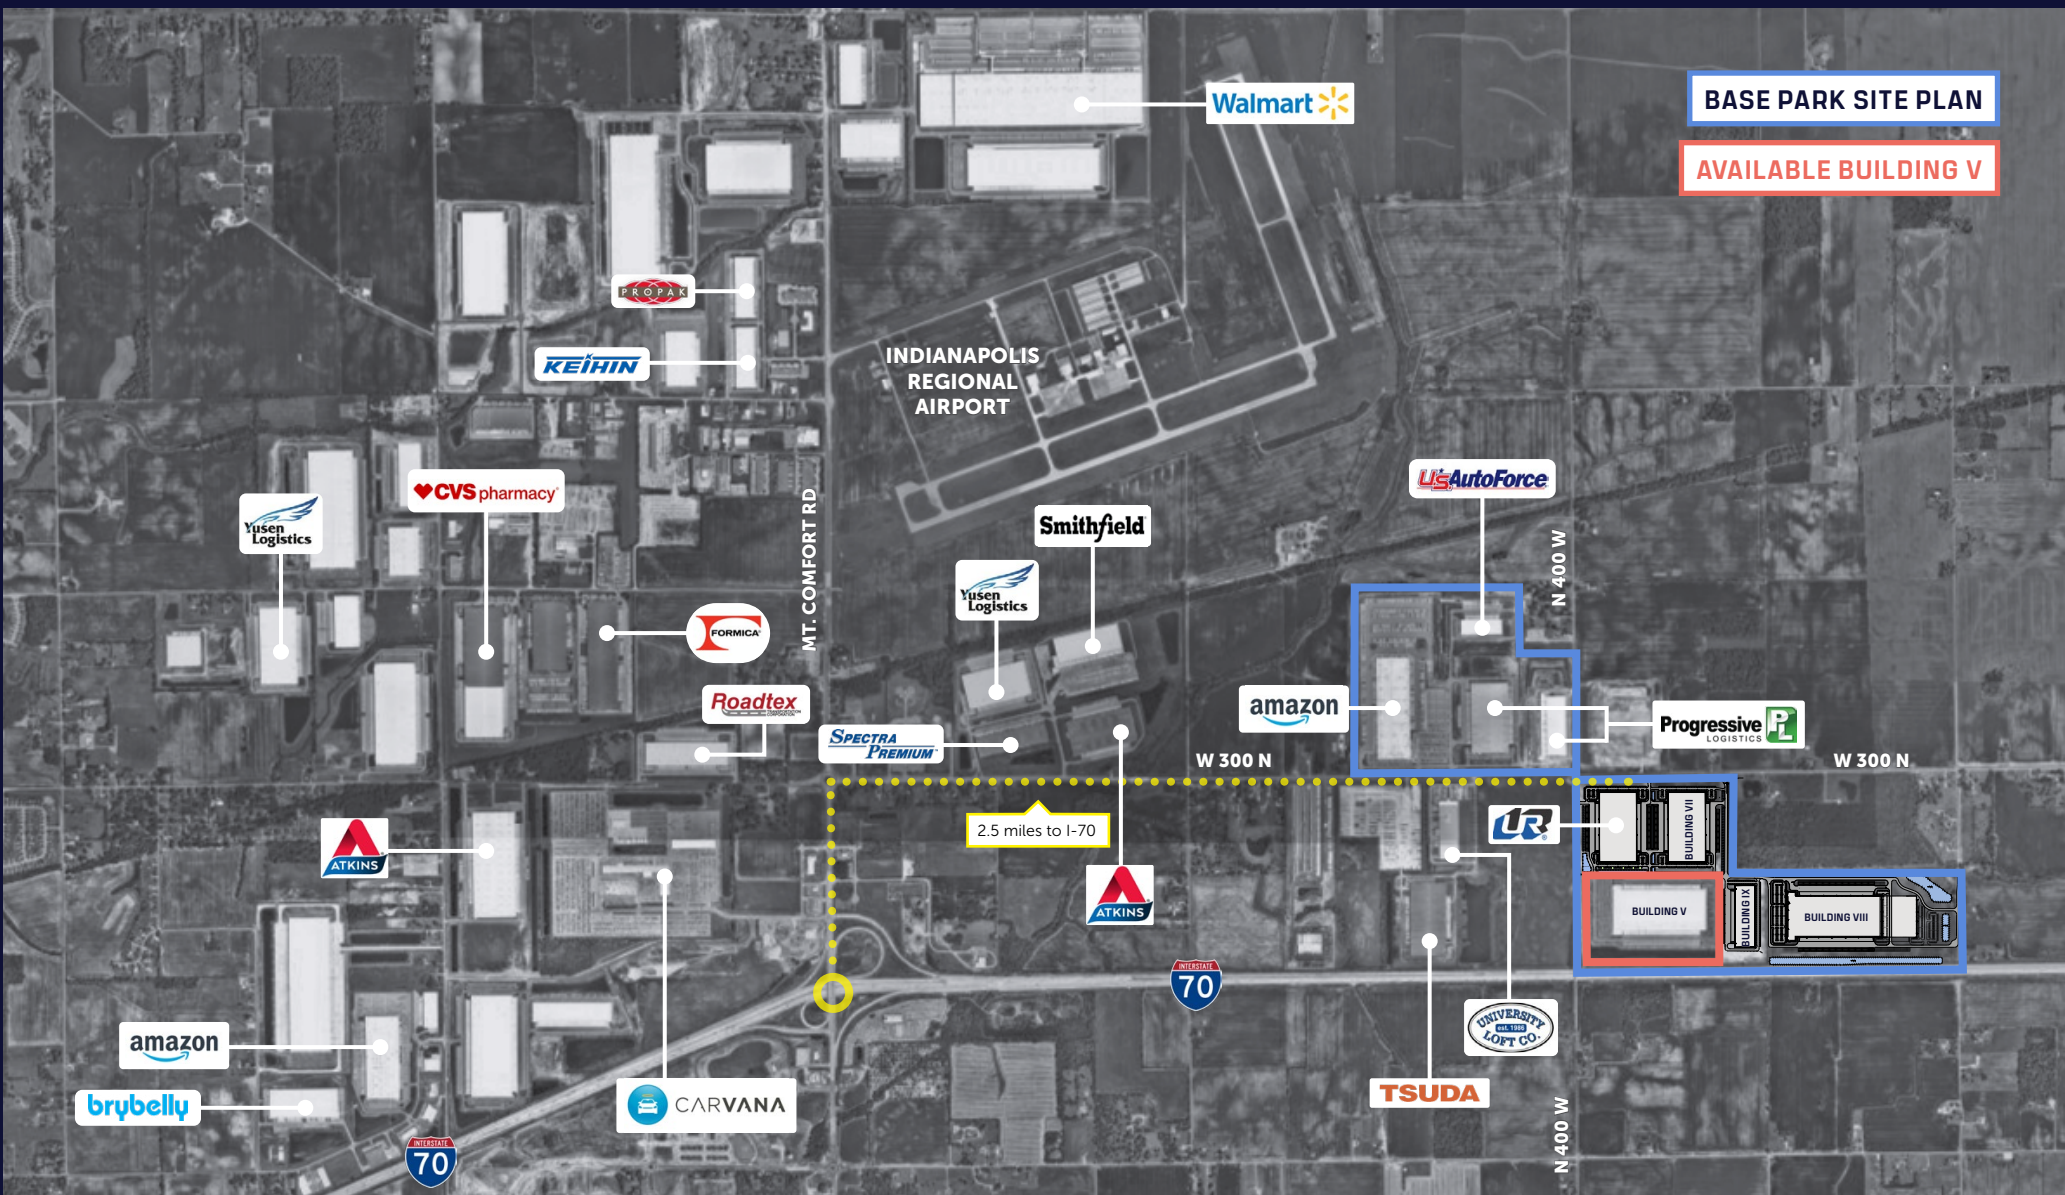 BASE PARK SITE PLAN
AVAILABLE BUILDING V
Walmart
PROPAK
KEIHIN
INDIANAPOLIS
REGIONAL
AIRPORT
CVS pharmacy
Yusen
Logistics
MT. COMFORT RD
Smithfield
U.S. AutoForce
N 400 W
Yusen
Logistics
FORMICA
Roadtex
SPECTRA
PREMIUM
amazon
Progressive
LOGISTICS
PL
W 300 N
W 300 N
2.5 miles to I-70
UR
BUILDING VII
ATKINS
ATKINS
BUILDING V
BUILDING IX
BUILDING VIII
INTERSTATE
70
UNIVERSITY
est. 1986
LOFT CO.
amazon
brybelly
CARVANA
TSUDA
N 400 W
INTERSTATE
70